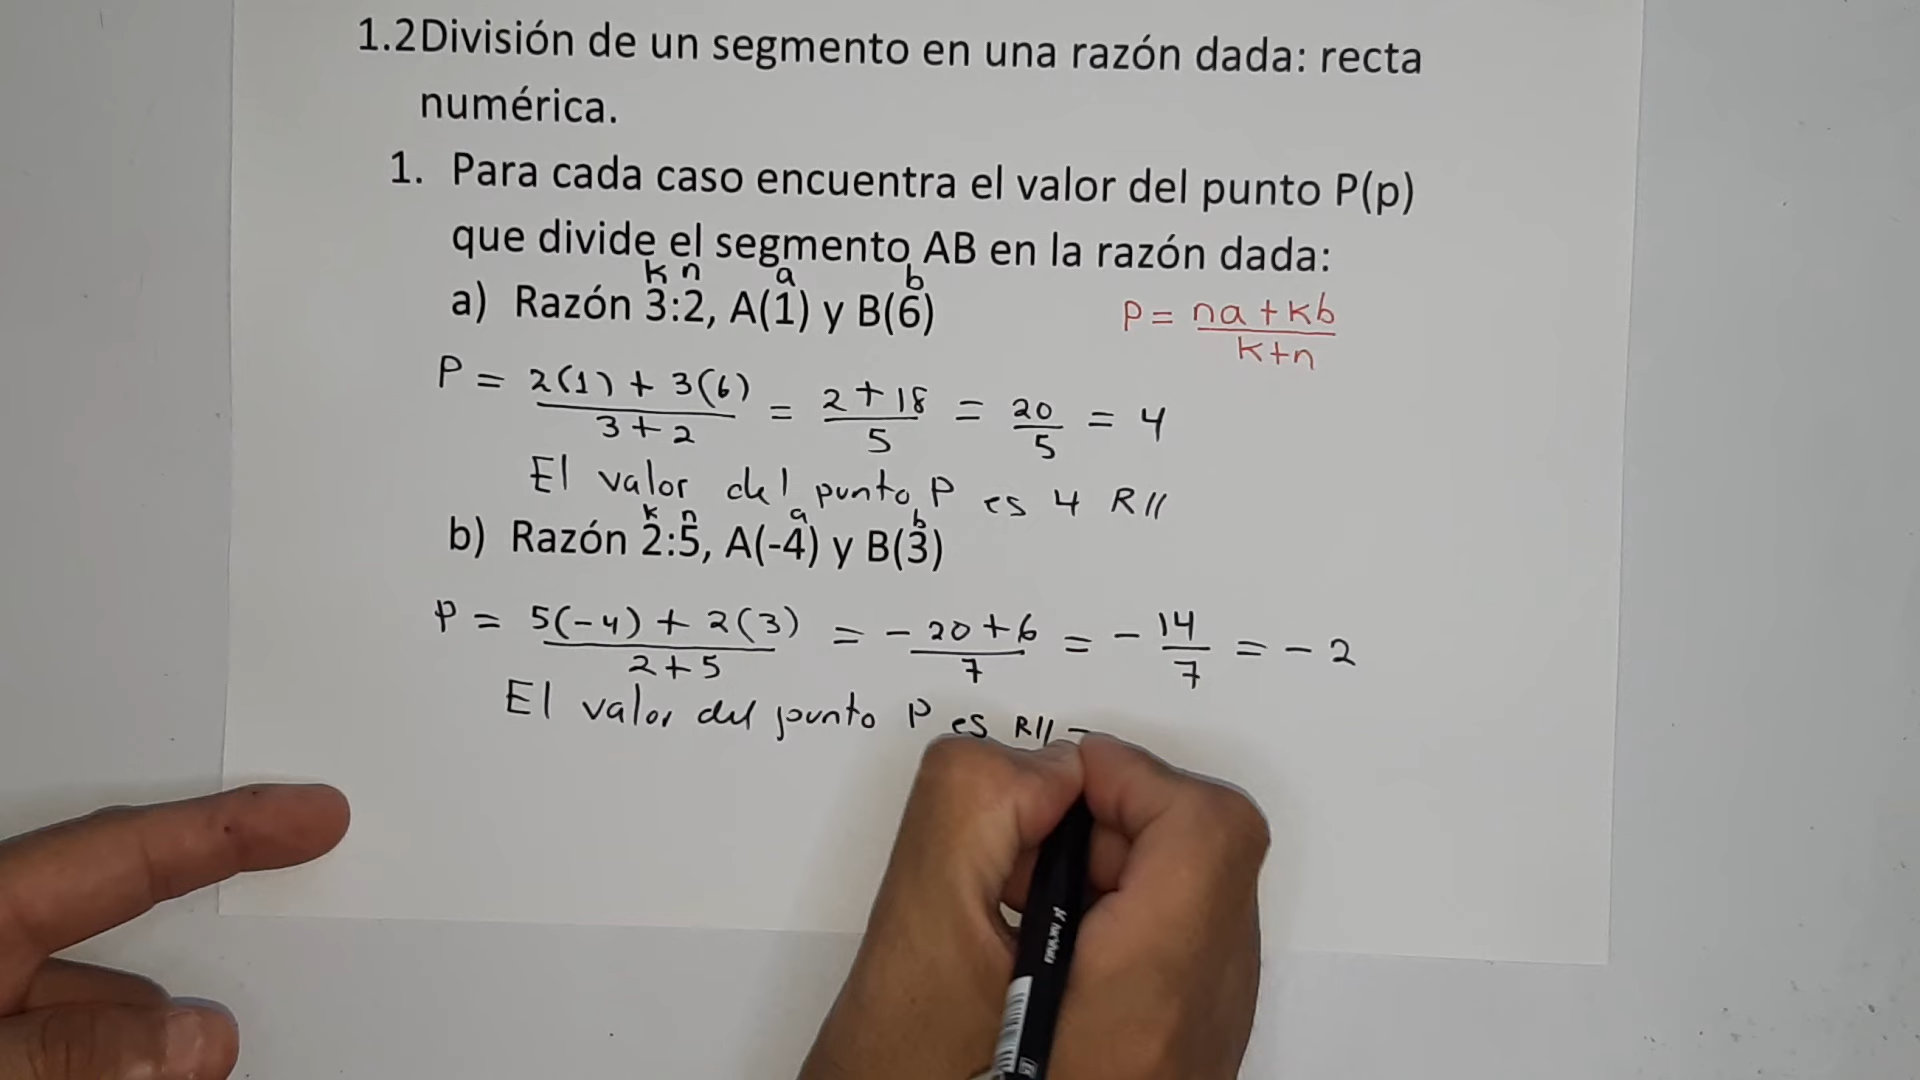 1.2 División de un segmento en una razón dada: recta
numérica.
1. Para cada caso encuentra el valor del punto P(p)
que divide el segmento AB en la razón dada:
k n a b
a) Razón 3:2, A(1) y B(6)
P = na + kb / k+n
P = 2(1) + 3(6) / 3+2 = 2+18 / 5 = 20/5 = 4
El valor del punto P es 4 R//
k n a b
b) Razón 2:5, A(-4) y B(3)
P = 5(-4) + 2(3) / 2+5 = -20+6 / 7 = -14/7 = -2
El valor del punto P es R// -